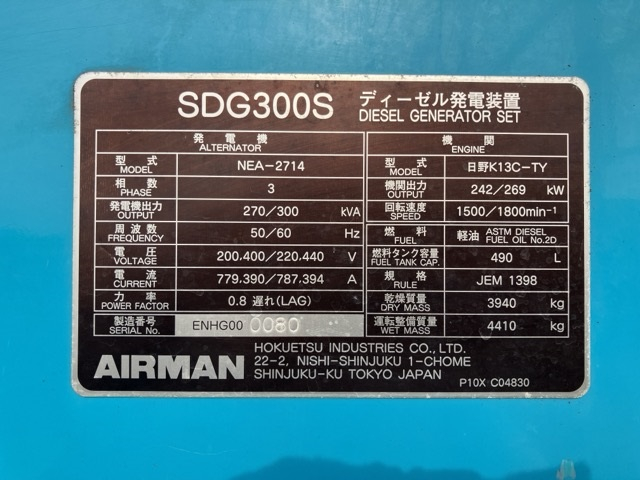 SDG300S ディーゼル発電装置
DIESEL GENERATOR SET
発電機
ALTERNATOR
型式 NEA-2714
MODEL
相数 3
PHASE
発電機出力 270/300 kVA
OUTPUT
周波数 50/60 Hz
FREQUENCY
電圧 200.400/220.440 V
VOLTAGE
電流 779.390/787.394 A
CURRENT
力率 0.8 遅れ(LAG)
POWER FACTOR
製造番号 ENHG00 0080
SERIAL No.
機関
ENGINE
型式 日野K13C-TY
MODEL
機関出力 242/269 kW
OUTPUT
回転速度 1500/1800min-1
SPEED
燃料 軽油 ASTM DIESEL
FUEL FUEL OIL No.2D
燃料タンク容量 490 L
FUEL TANK CAP.
規格 JEM 1398
RULE
乾燥質量 3940 kg
DRY MASS
運転整備質量 4410 kg
WET MASS
AIRMAN
HOKUETSU INDUSTRIES CO., LTD.
22-2, NISHI-SHINJUKU 1-CHOME
SHINJUKU-KU TOKYO JAPAN
P10X C04830